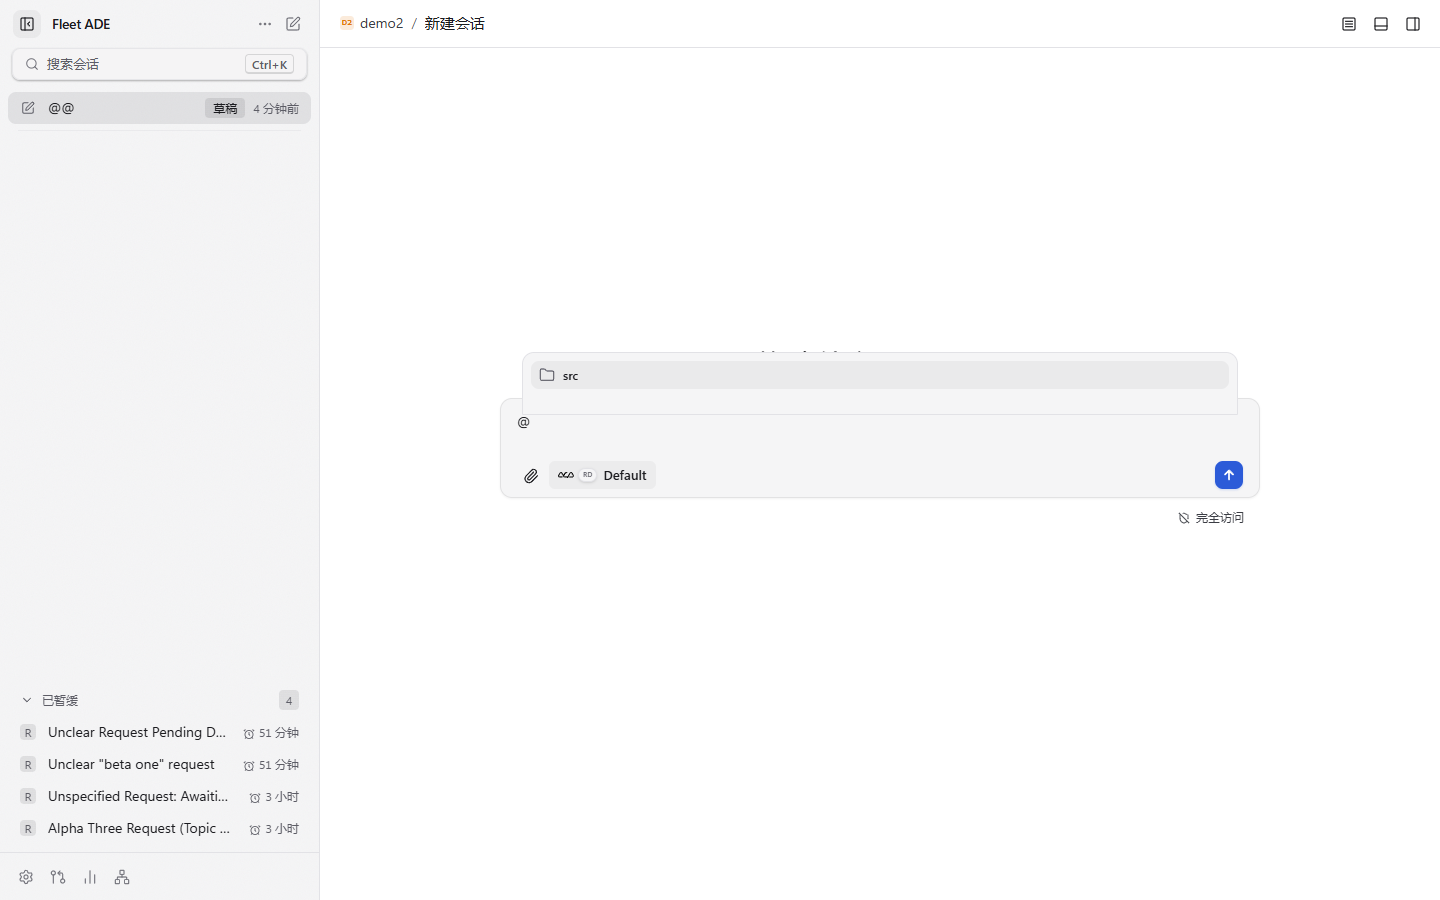 Fleet ADE
搜索会话
Ctrl+K
@@
草稿
4 分钟前
已暂缓
4
R
Unclear Request Pending D...
51 分钟
R
Unclear "beta one" request
51 分钟
R
Unspecified Request: Awaiti...
3 小时
R
Alpha Three Request (Topic ...
3 小时
D2
demo2 / 新建会话
src
@
RD
Default
完全访问